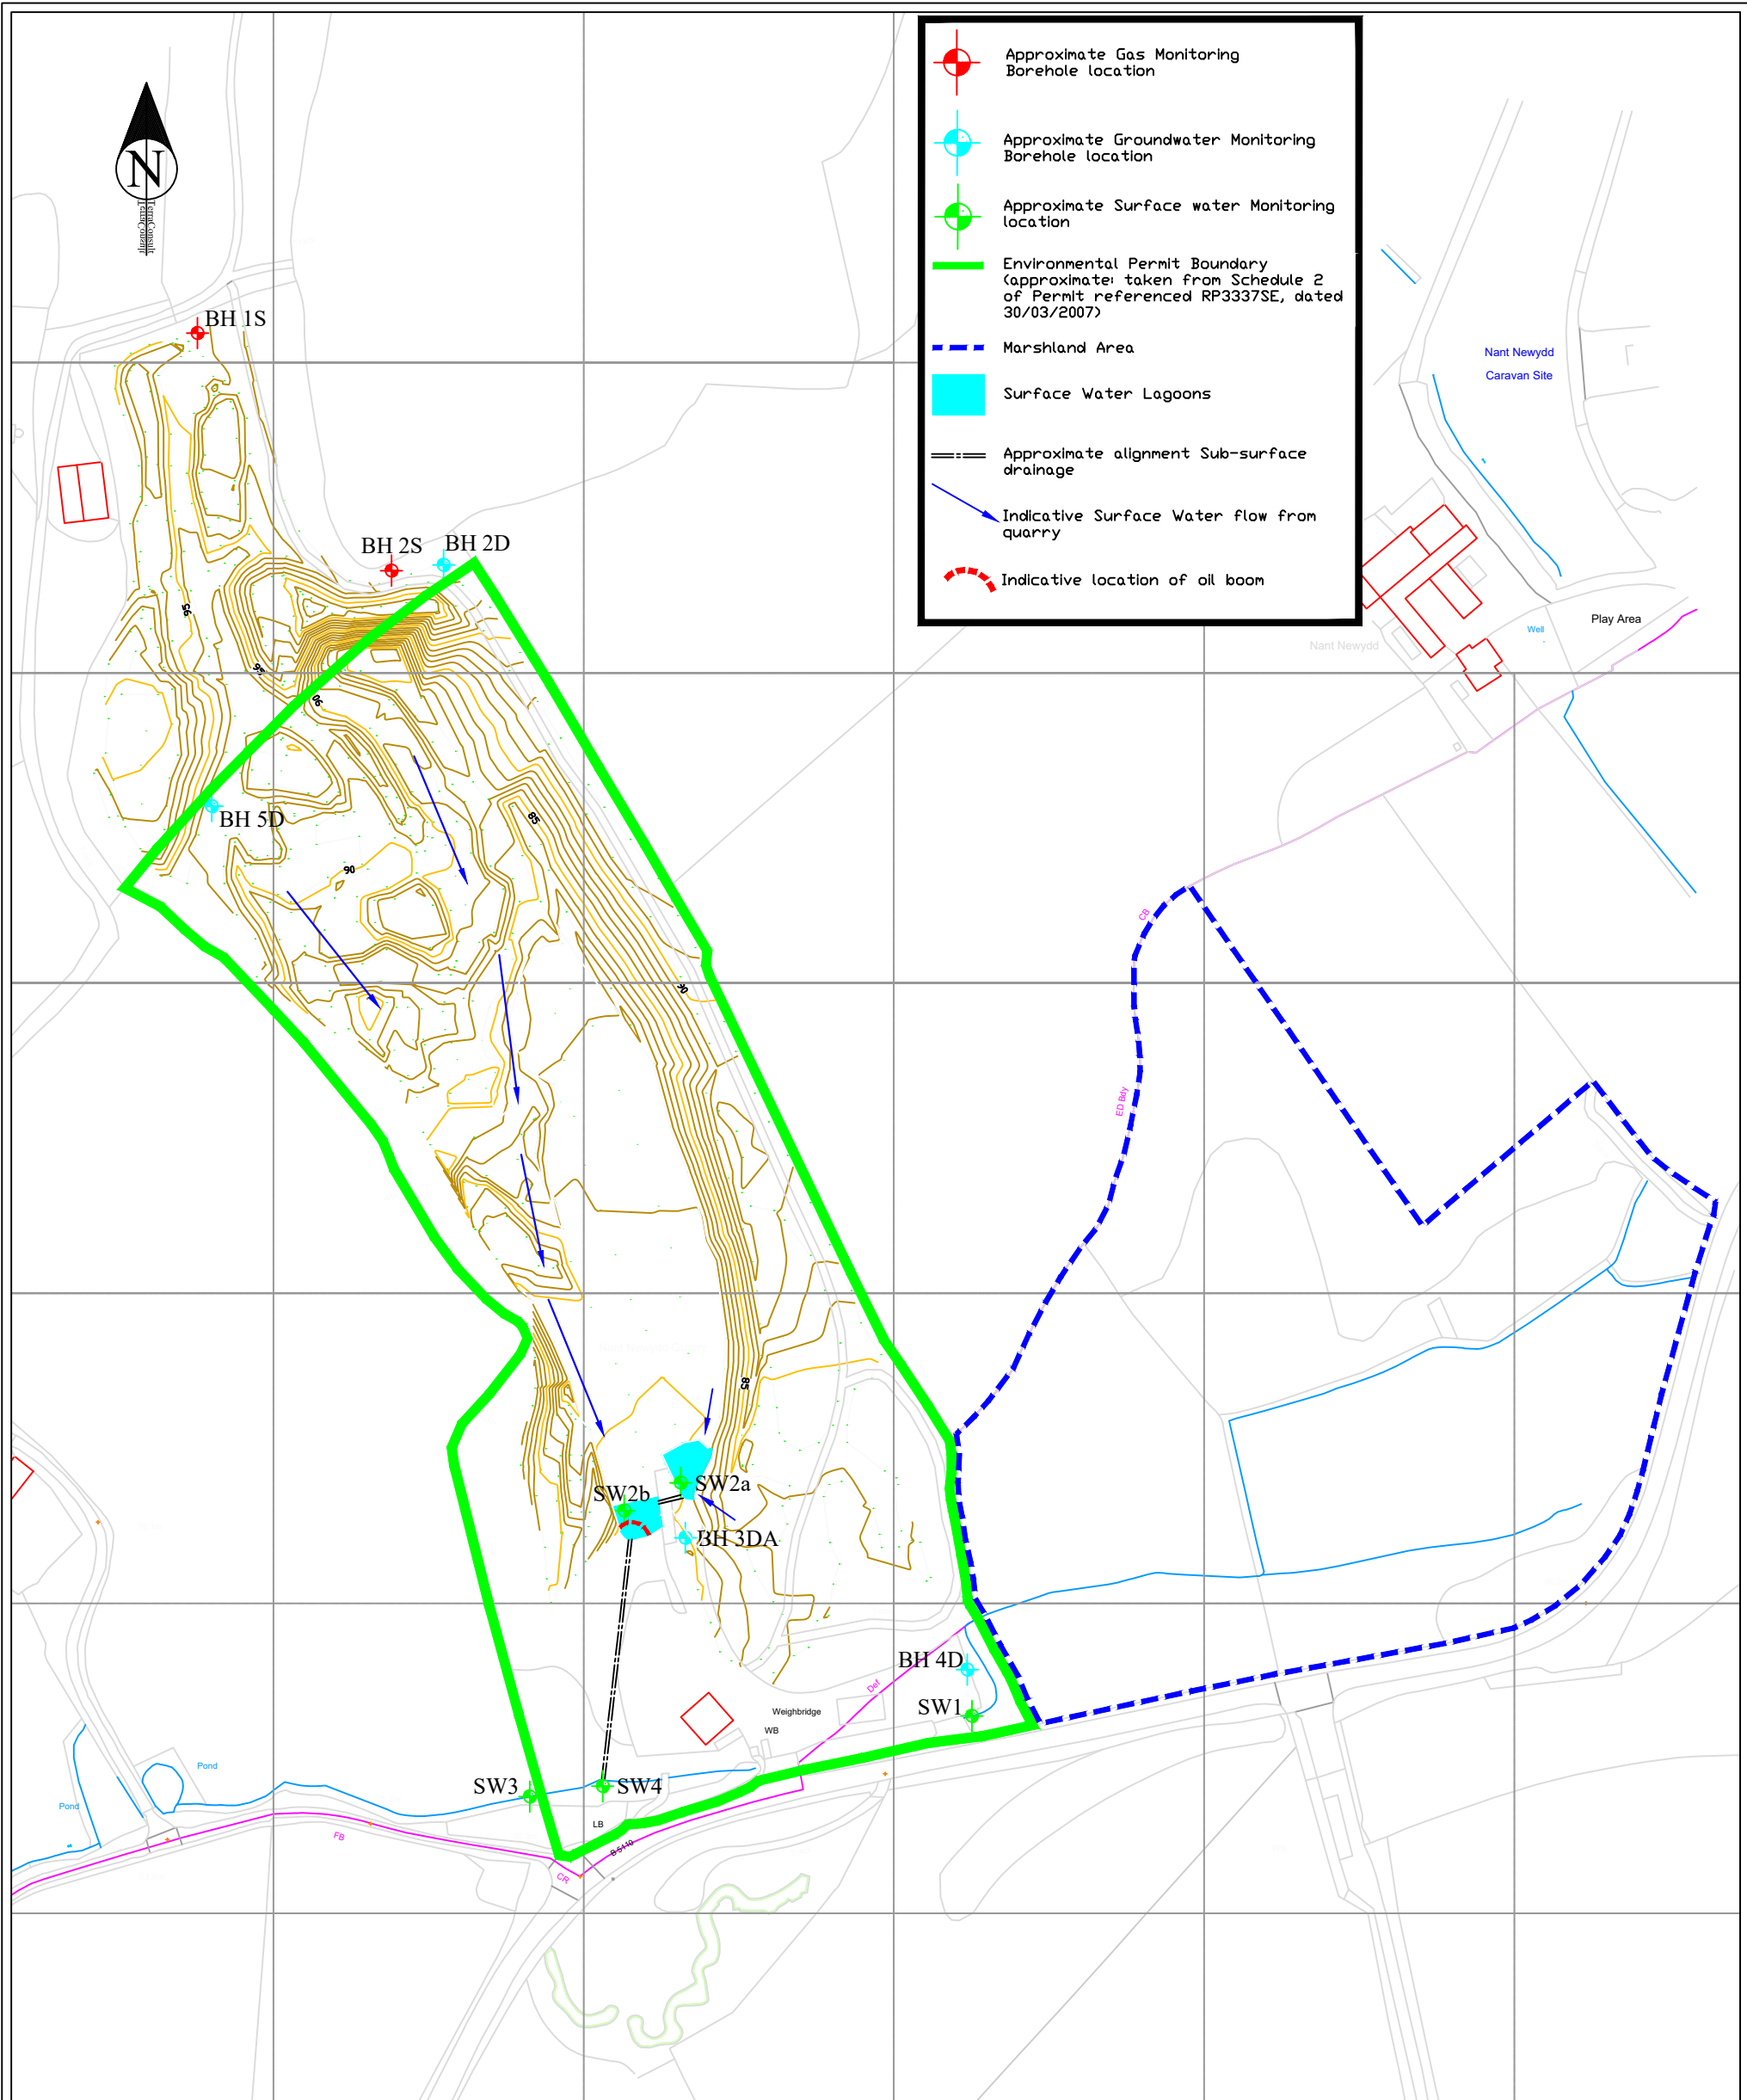 Approximate Gas Monitoring
Borehole location
Approximate Groundwater Monitoring
Borehole location
Approximate Surface water Monitoring
location
Environmental Permit Boundary
(approximate: taken from Schedule 2
of Permit referenced RP3337SE, dated
30/03/2007)
Marshland Area
Surface Water Lagoons
Approximate alignment Sub-surface
drainage
Indicative Surface Water flow from
quarry
Indicative location of oil boom
N
TerraConsult
TerraConsult
BH 1S
BH 2S
BH 2D
BH 5D
95
95
90
85
90
90
85
Nant Newydd
Caravan Site
Play Area
Well
Nant Newydd
CB
ED Bdy
SW2a
SW2b
BH 3DA
BH 4D
SW1
Def
Weighbridge
WB
SW3
SW4
LB
B5110
Pond
Pond
FB
CR